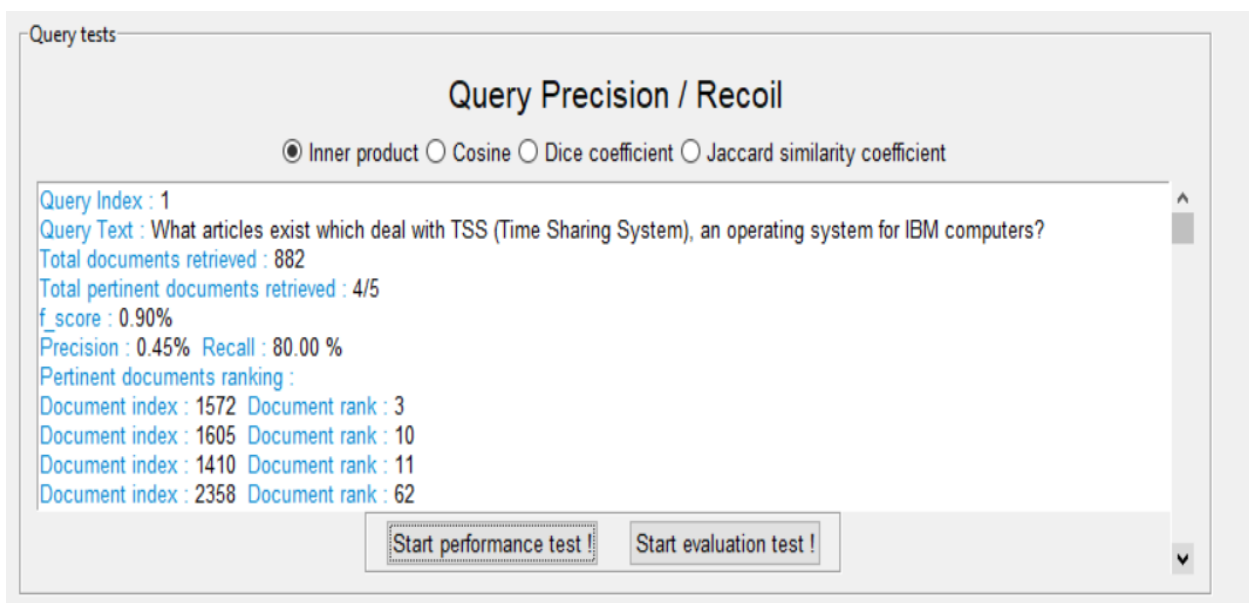 Query tests
Query Precision / Recoil
Inner product Cosine Dice coefficient Jaccard similarity coefficient
Query Index : 1
Query Text : What articles exist which deal with TSS (Time Sharing System), an operating system for IBM computers?
Total documents retrieved : 882
Total pertinent documents retrieved : 4/5
f_score : 0.90%
Precision : 0.45% Recall : 80.00 %
Pertinent documents ranking :
Document index : 1572 Document rank : 3
Document index : 1605 Document rank : 10
Document index : 1410 Document rank : 11
Document index : 2358 Document rank : 62
Start performance test ! Start evaluation test !